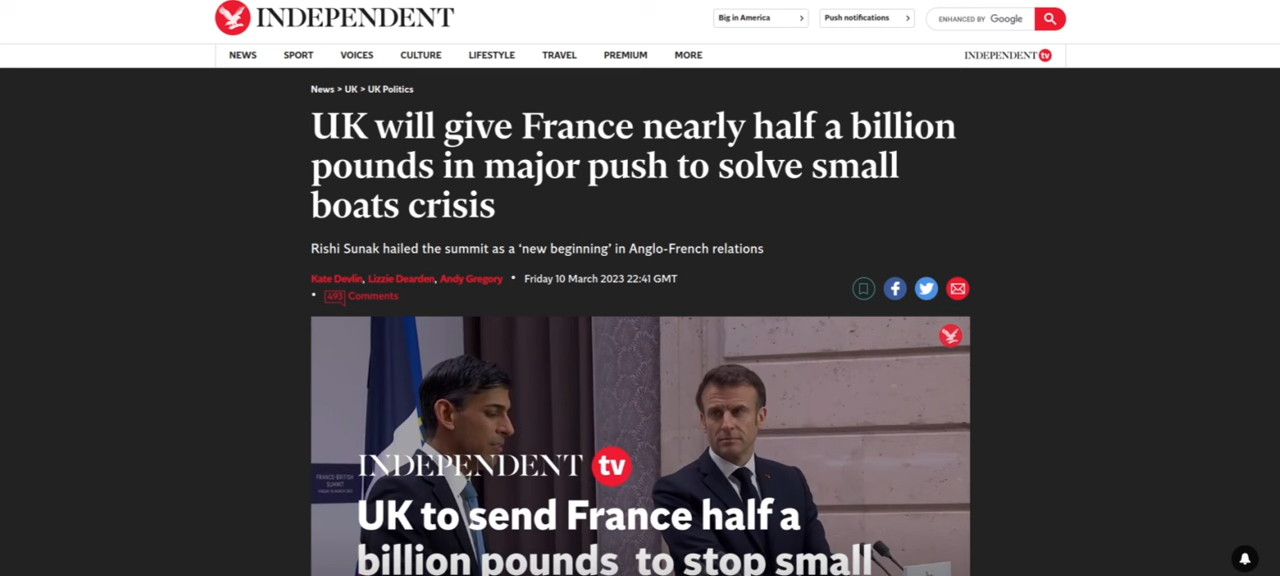 INDEPENDENT
Big in America
Push notifications
ENHANCED BY Google
NEWS SPORT VOICES CULTURE LIFESTYLE TRAVEL PREMIUM MORE
INDEPENDENT tv
News > UK > UK Politics
UK will give France nearly half a billion
pounds in major push to solve small
boats crisis
Rishi Sunak hailed the summit as a ‘new beginning’ in Anglo-French relations
Kate Devlin, Lizzie Dearden, Andy Gregory • Friday 10 March 2023 22:41 GMT
• 493 Comments
FRANCO-BRITISH
SUMMIT
INDEPENDENT tv
UK to send France half a
billion pounds to stop small